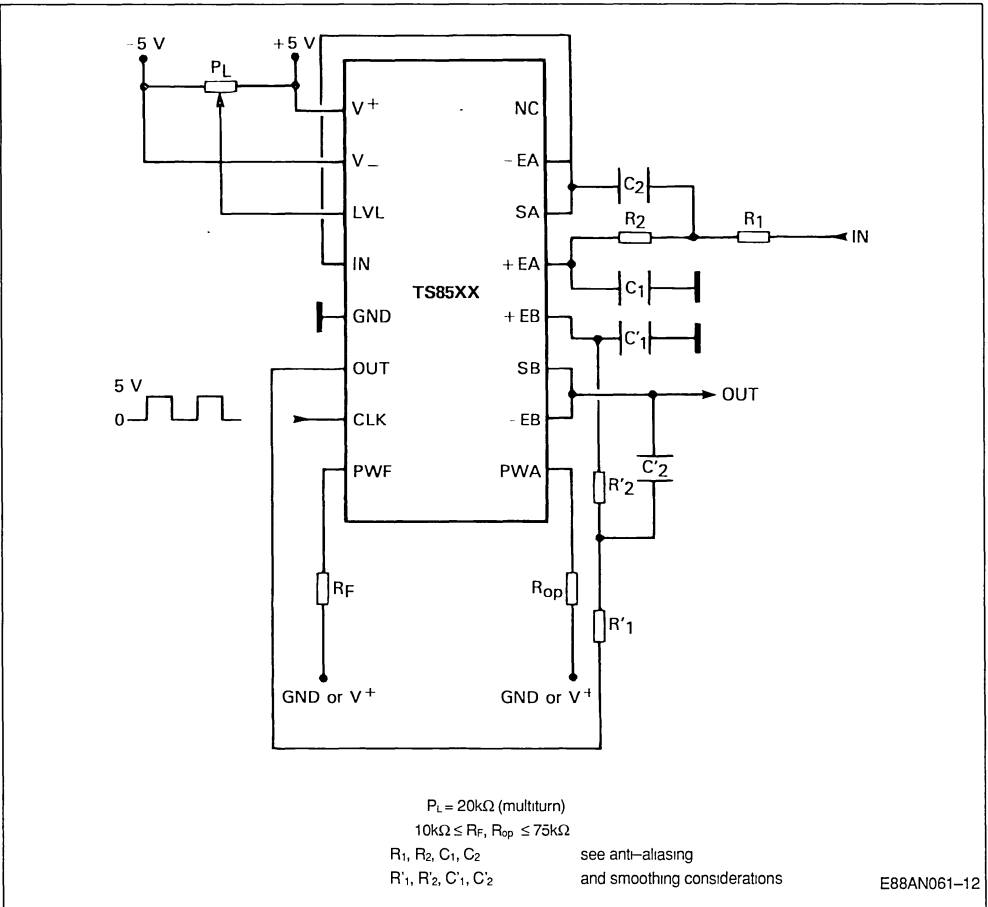 -5 V
+5 V
PL
V+
NC
V-
-EA
C2
LVL
SA
R2
R1
IN
IN
+EA
TS85XX
C1
GND
+EB
C'1
OUT
SB
5 V
0
OUT
CLK
-EB
PWF
PWA
R'2
C'2
RF
Rop
R'1
GND or V+
GND or V+
PL = 20kΩ (multiturn)
10kΩ ≤ RF, Rop ≤ 75kΩ
R1, R2, C1, C2 see anti-aliasing
R'1, R'2, C'1, C'2 and smoothing considerations
E88AN061-12